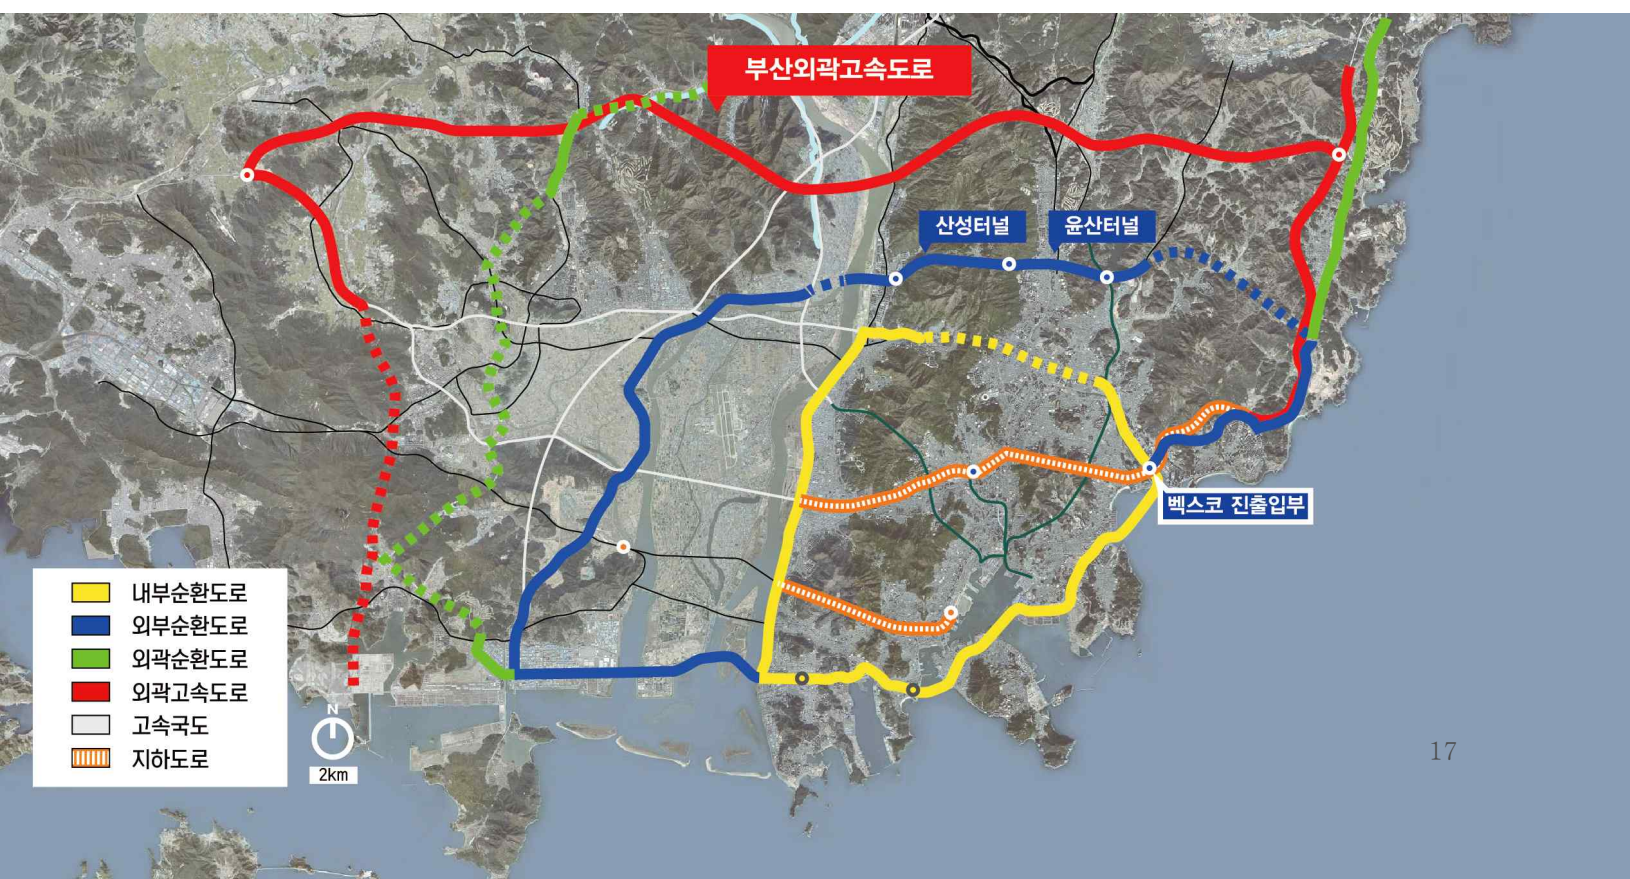 부산외곽고속도로
산성터널
윤산터널
벡스코 진출입부
내부순환도로
외부순환도로
외곽순환도로
외곽고속도로
고속국도
지하도로
N
2km
17